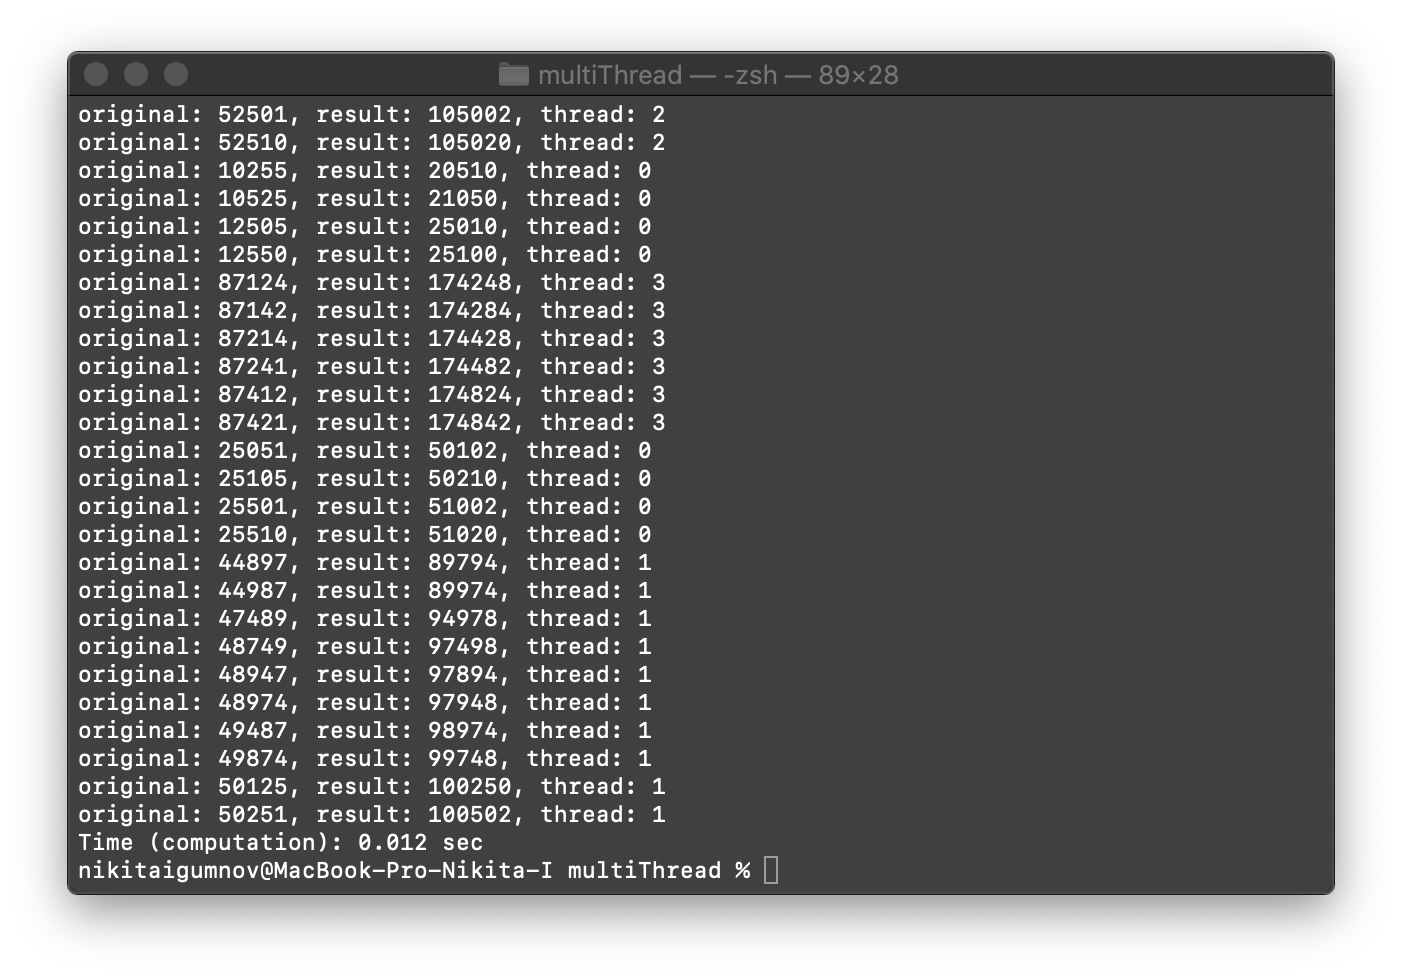 multiThread — -zsh — 89×28
original: 52501, result: 105002, thread: 2
original: 52510, result: 105020, thread: 2
original: 10255, result: 20510, thread: 0
original: 10525, result: 21050, thread: 0
original: 12505, result: 25010, thread: 0
original: 12550, result: 25100, thread: 0
original: 87124, result: 174248, thread: 3
original: 87142, result: 174284, thread: 3
original: 87214, result: 174428, thread: 3
original: 87241, result: 174482, thread: 3
original: 87412, result: 174824, thread: 3
original: 87421, result: 174842, thread: 3
original: 25051, result: 50102, thread: 0
original: 25105, result: 50210, thread: 0
original: 25501, result: 51002, thread: 0
original: 25510, result: 51020, thread: 0
original: 44897, result: 89794, thread: 1
original: 44987, result: 89974, thread: 1
original: 47489, result: 94978, thread: 1
original: 48749, result: 97498, thread: 1
original: 48947, result: 97894, thread: 1
original: 48974, result: 97948, thread: 1
original: 49487, result: 98974, thread: 1
original: 49874, result: 99748, thread: 1
original: 50125, result: 100250, thread: 1
original: 50251, result: 100502, thread: 1
Time (computation): 0.012 sec
nikitaigumnov@MacBook-Pro-Nikita-I multiThread %